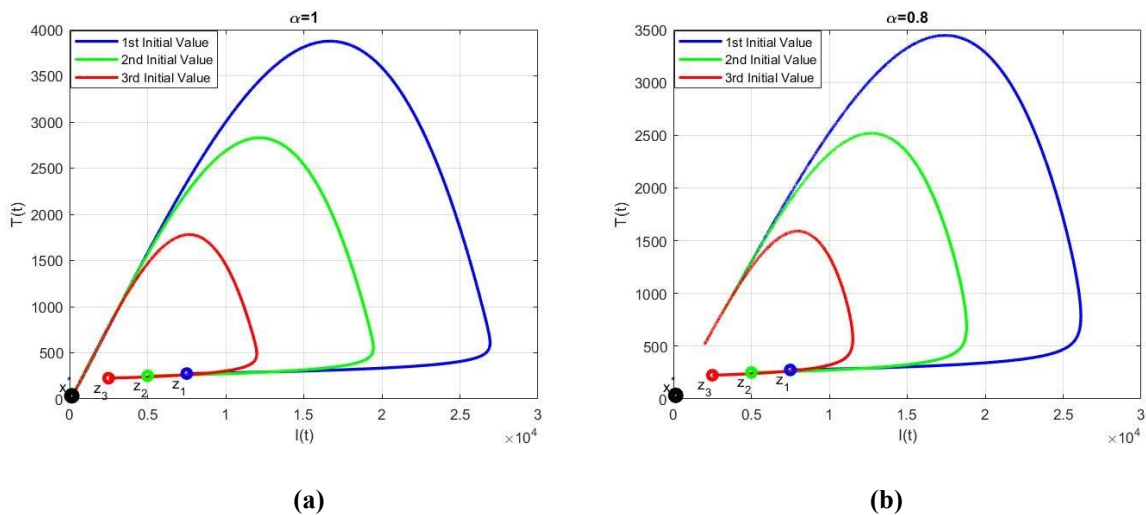 α=1
4000
3500
3000
2500
2000
1500
1000
500
0
T(t)
1st Initial Value
2nd Initial Value
3rd Initial Value
x*
z3
z2
z1
0 0.5 1 1.5 2 2.5 3
I(t)
×10^4
(a)
α=0.8
3500
3000
2500
2000
1500
1000
500
0
T(t)
1st Initial Value
2nd Initial Value
3rd Initial Value
x*
z3
z2
z1
0 0.5 1 1.5 2 2.5 3
I(t)
×10^4
(b)